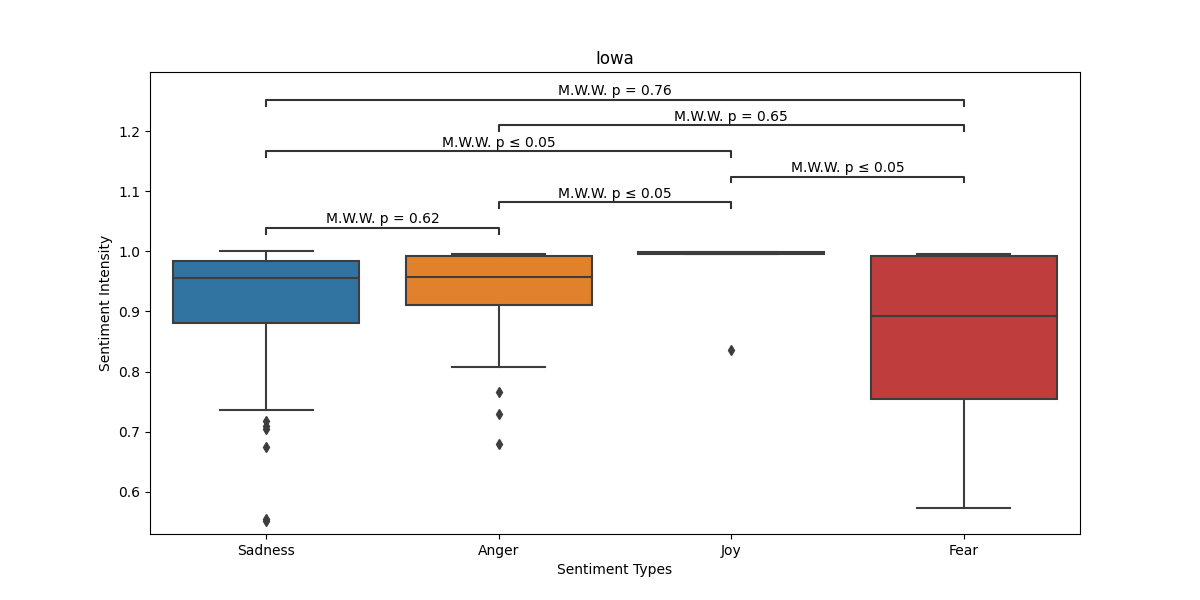 Iowa
M.W.W. p = 0.76
M.W.W. p = 0.65
M.W.W. p ≤ 0.05
M.W.W. p ≤ 0.05
M.W.W. p ≤ 0.05
M.W.W. p = 0.62
Sentiment Intensity
1.2
1.1
1.0
0.9
0.8
0.7
0.6
Sadness Anger Joy Fear
Sentiment Types